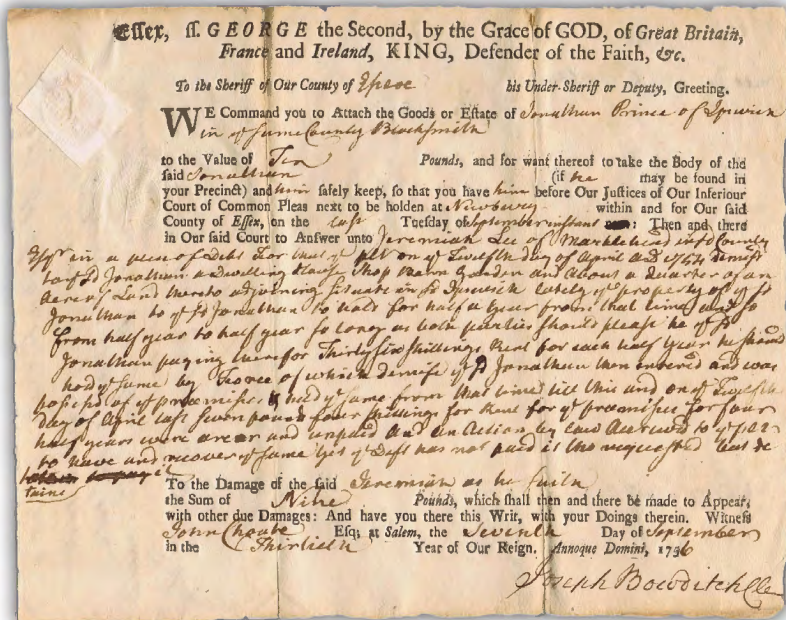 Essex, ss. GEORGE the Second, by the Grace of GOD, of Great Britain,
France and Ireland, KING, Defender of the Faith, &c.
To the Sheriff of Our County of Essex his Under-Sheriff or Deputy, Greeting.
WE Command you to Attach the Goods or Estate of Jonathan Prince of Ipswich
in ye same County Blacksmith
to the Value of Ten Pounds, and for want thereof to take the Body of the
said Jonathan (if he may be found in
your Precinct) and him safely keep, so that you have him before Our Justices of Our Inferiour
Court of Common Pleas next to be holden at Newbury within and for Our said
County of Essex, on the last Tuesday of September instant : Then and there
in Our said Court to Answer unto Jeremiah Lee of Marblehead in sd County
Esqr in a plea of Debt For that ye plt on ye Twelfth day of April AD 1754 demised
to ye sd Jonathan a dwelling House Shop Barn Garden and about a Quarter of an
Acre of Land thereto adjoining situate in sd Ipswich lately ye property of ye sd
Jonathan to ye sd Jonathan to hold for half a Year from that time and so
from half year to half year so long as both parties should please he ye sd
Jonathan paying therefor Thirty six shillings Rent for each half Year he should
hold ye same by Force of which demise ye sd Jonathan then entered and was
possesd of ye premises & held ye same from that time till this and on ye Twelfth
day of April last Seven pounds four shillings for Rent for ye premises for four
half years were arear and unpaid and an Action by Law Accrued to ye
to have and recover ye same Yet ye Deft has not paid it tho requested but de
tains it
To the Damage of the said Jeremiah as he saith
the Sum of Nine Pounds, which shall then and there be made to Appear,
with other due Damages: And have you there this Writ, with your Doings therein. Witness
John Choate Esq; at Salem, the Seventh Day of September
in the Thirtieth Year of Our Reign. Annoque Domini, 1756
Joseph Bowditch Cler